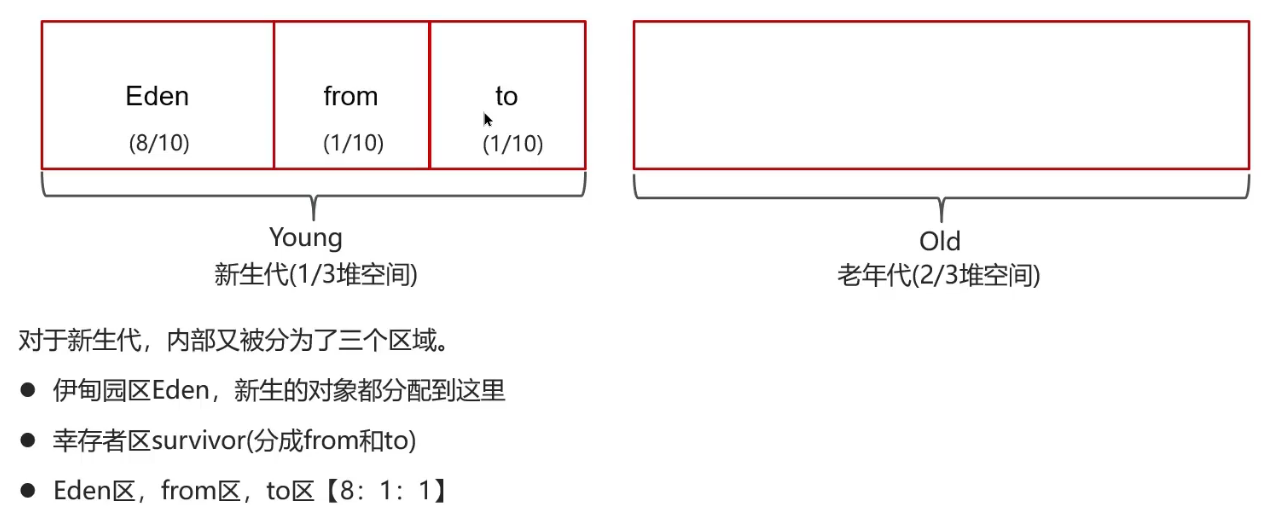 Eden
from
to
(8/10)
(1/10)
(1/10)
Young
新生代(1/3堆空间)
Old
老年代(2/3堆空间)
对于新生代，内部又被分为了三个区域。
● 伊甸园区Eden，新生的对象都分配到这里
● 幸存者区survivor(分成from和to)
● Eden区，from区，to区【8：1：1】